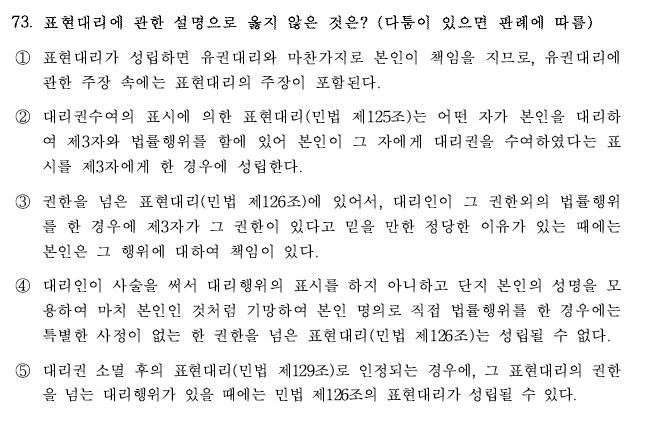 73. 표현대리에 관한 설명으로 옳지 않은 것은? (다툼이 있으면 판례에 따름)
① 표현대리가 성립하면 유권대리와 마찬가지로 본인이 책임을 지므로, 유권대리에
관한 주장 속에는 표현대리의 주장이 포함된다.
② 대리권수여의 표시에 의한 표현대리(민법 제125조)는 어떤 자가 본인을 대리하
여 제3자와 법률행위를 함에 있어 본인이 그 자에게 대리권을 수여하였다는 표
시를 제3자에게 한 경우에 성립한다.
③ 권한을 넘은 표현대리(민법 제126조)에 있어서, 대리인이 그 권한외의 법률행위
를 한 경우에 제3자가 그 권한이 있다고 믿을 만한 정당한 이유가 있는 때에는
본인은 그 행위에 대하여 책임이 있다.
④ 대리인이 사술을 써서 대리행위의 표시를 하지 아니하고 단지 본인의 성명을 모
용하여 마치 본인인 것처럼 기망하여 본인 명의로 직접 법률행위를 한 경우에는
특별한 사정이 없는 한 권한을 넘은 표현대리(민법 제126조)는 성립될 수 없다.
⑤ 대리권 소멸 후의 표현대리(민법 제129조)로 인정되는 경우에, 그 표현대리의 권한
을 넘는 대리행위가 있을 때에는 민법 제126조의 표현대리가 성립될 수 있다.